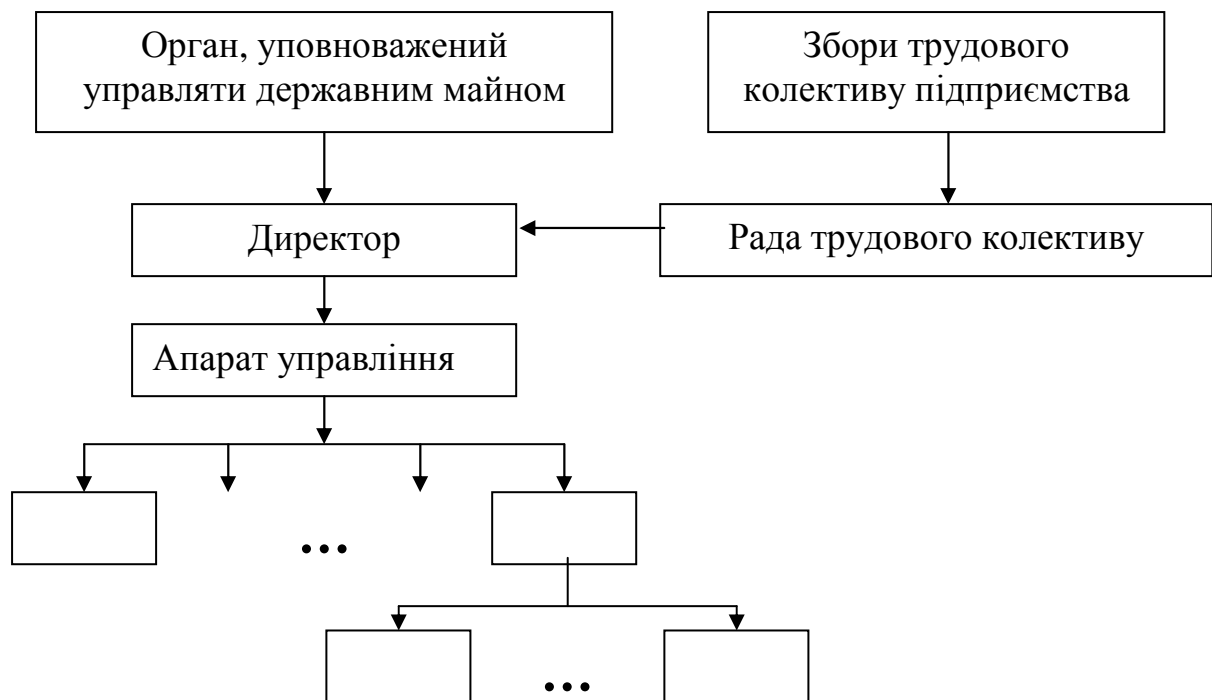 Орган, уповноважений
управляти державним майном
Збори трудового
колективу підприємства
Директор
Рада трудового колективу
Апарат управління
...
...